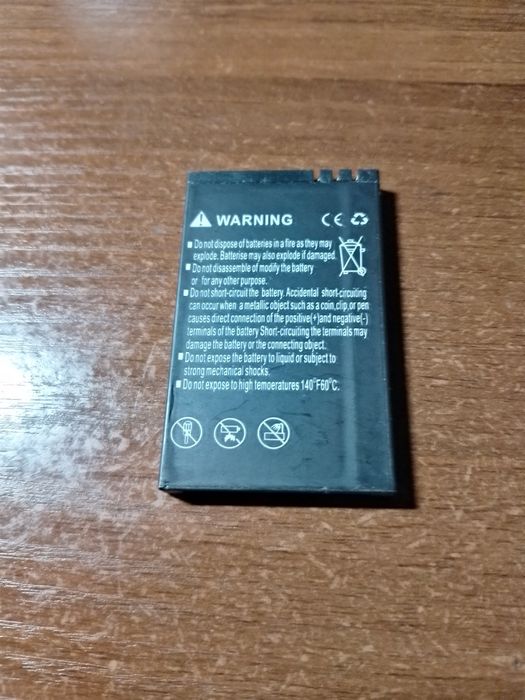 WARNING CE
Do not dispose of batteries in a fire as they may
explode. Batterise may also explode if damaged.
Do not disassemble of modify the battery
or for any other purpose.
Do not short-circuit the battery. Accidental short-circuiting
can occur when a metallic object such as a coin,clip,or pen
causes direct connection of the positive(+)and negative(-)
terminals of the battery Short-circuiting the terminals may
damage the battery or the connecting object.
Do not expose the battery to liquid or subject to
strong mechanical shocks.
Do not expose to high temoeratures 140°F60°C.